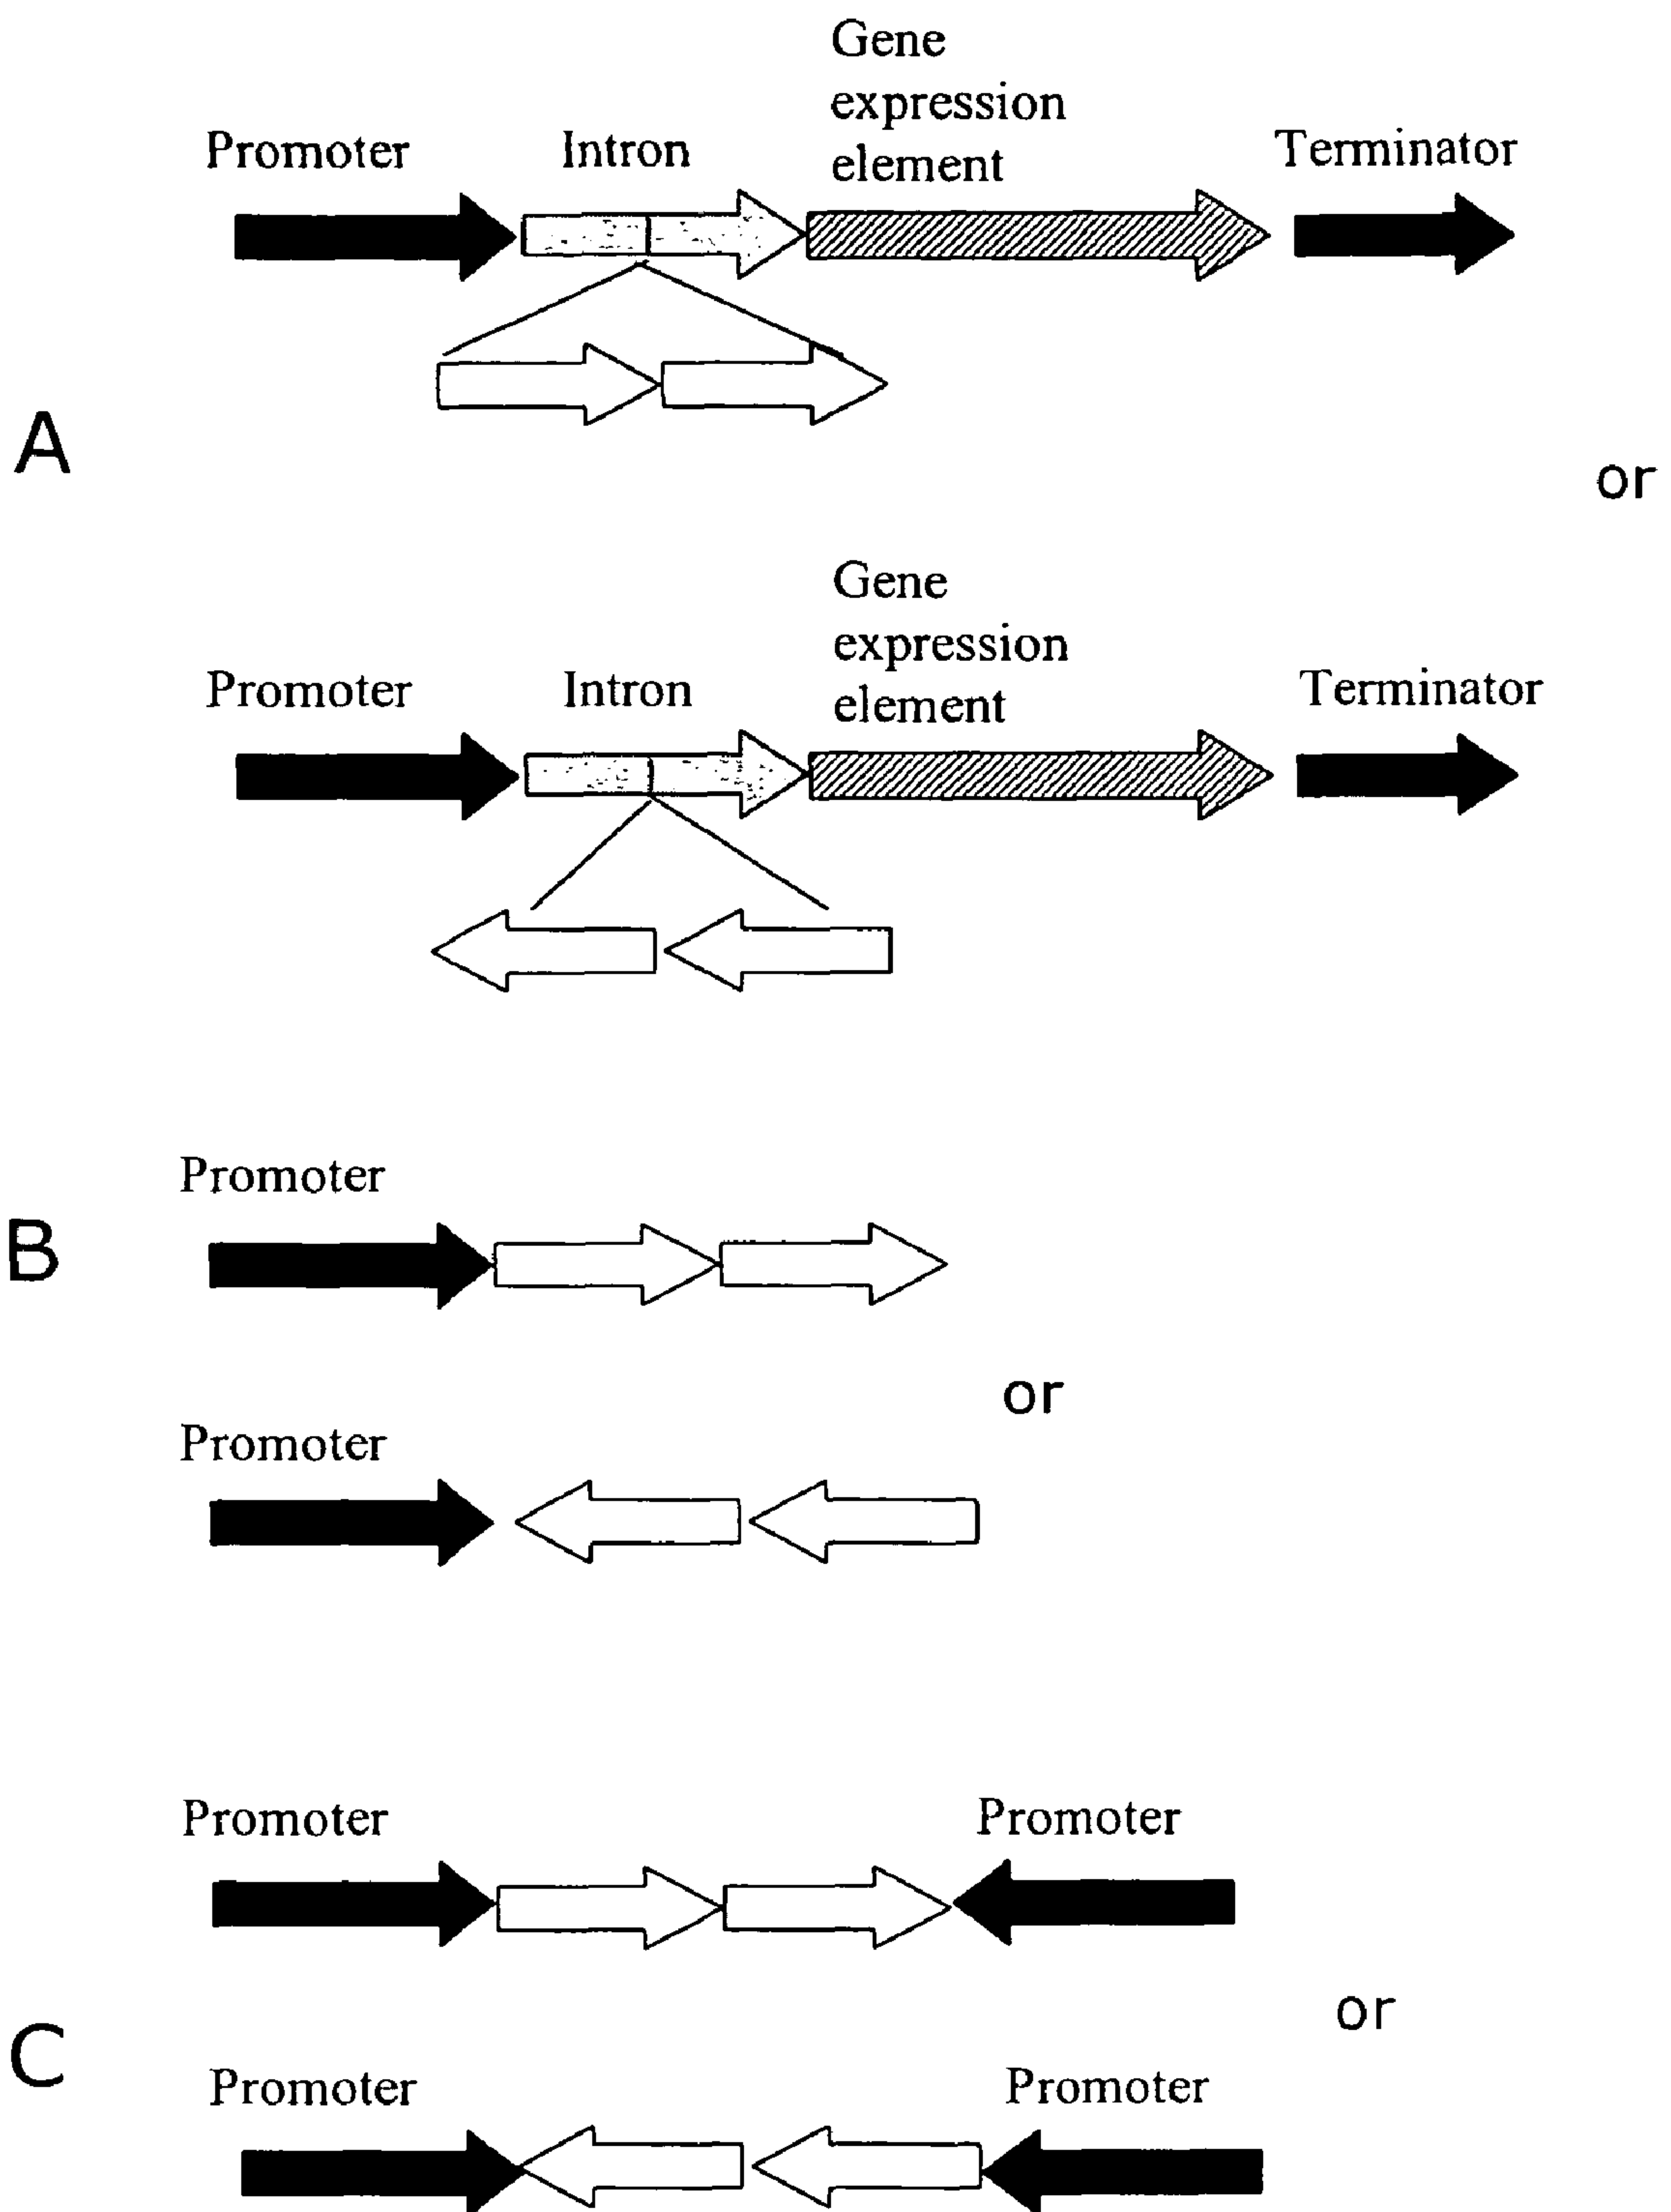 Gene
expression
element
Promoter
Intron
Terminator
A
or
Gene
expression
element
Promoter
Intron
Terminator
Promoter
B
or
Promoter
Promoter
Promoter
or
C
Promoter
Promoter